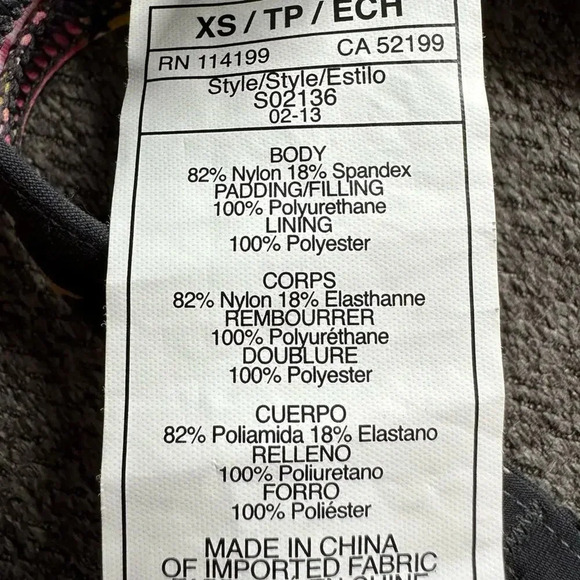 XS / TP / ECH
RN 114199 CA 52199
Style/Style/Estilo
S02136
02-13
BODY
82% Nylon 18% Spandex
PADDING/FILLING
100% Polyurethane
LINING
100% Polyester
CORPS
82% Nylon 18% Elasthanne
REMBOURRER
100% Polyuréthane
DOUBLURE
100% Polyester
CUERPO
82% Poliamida 18% Elastano
RELLENO
100% Poliuretano
FORRO
100% Poliéster
MADE IN CHINA
OF IMPORTED FABRIC